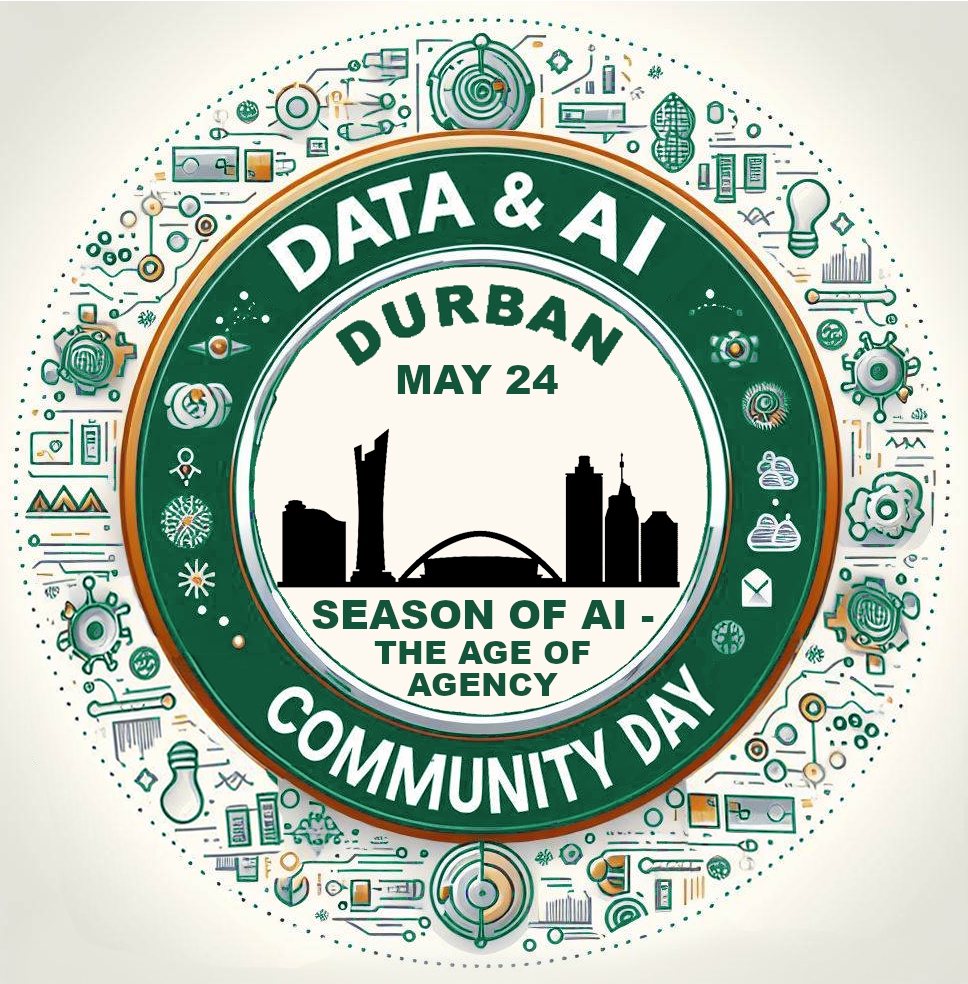 DATA & AI
DURBAN
MAY 24
SEASON OF AI -
THE AGE OF
AGENCY
COMMUNITY DAY